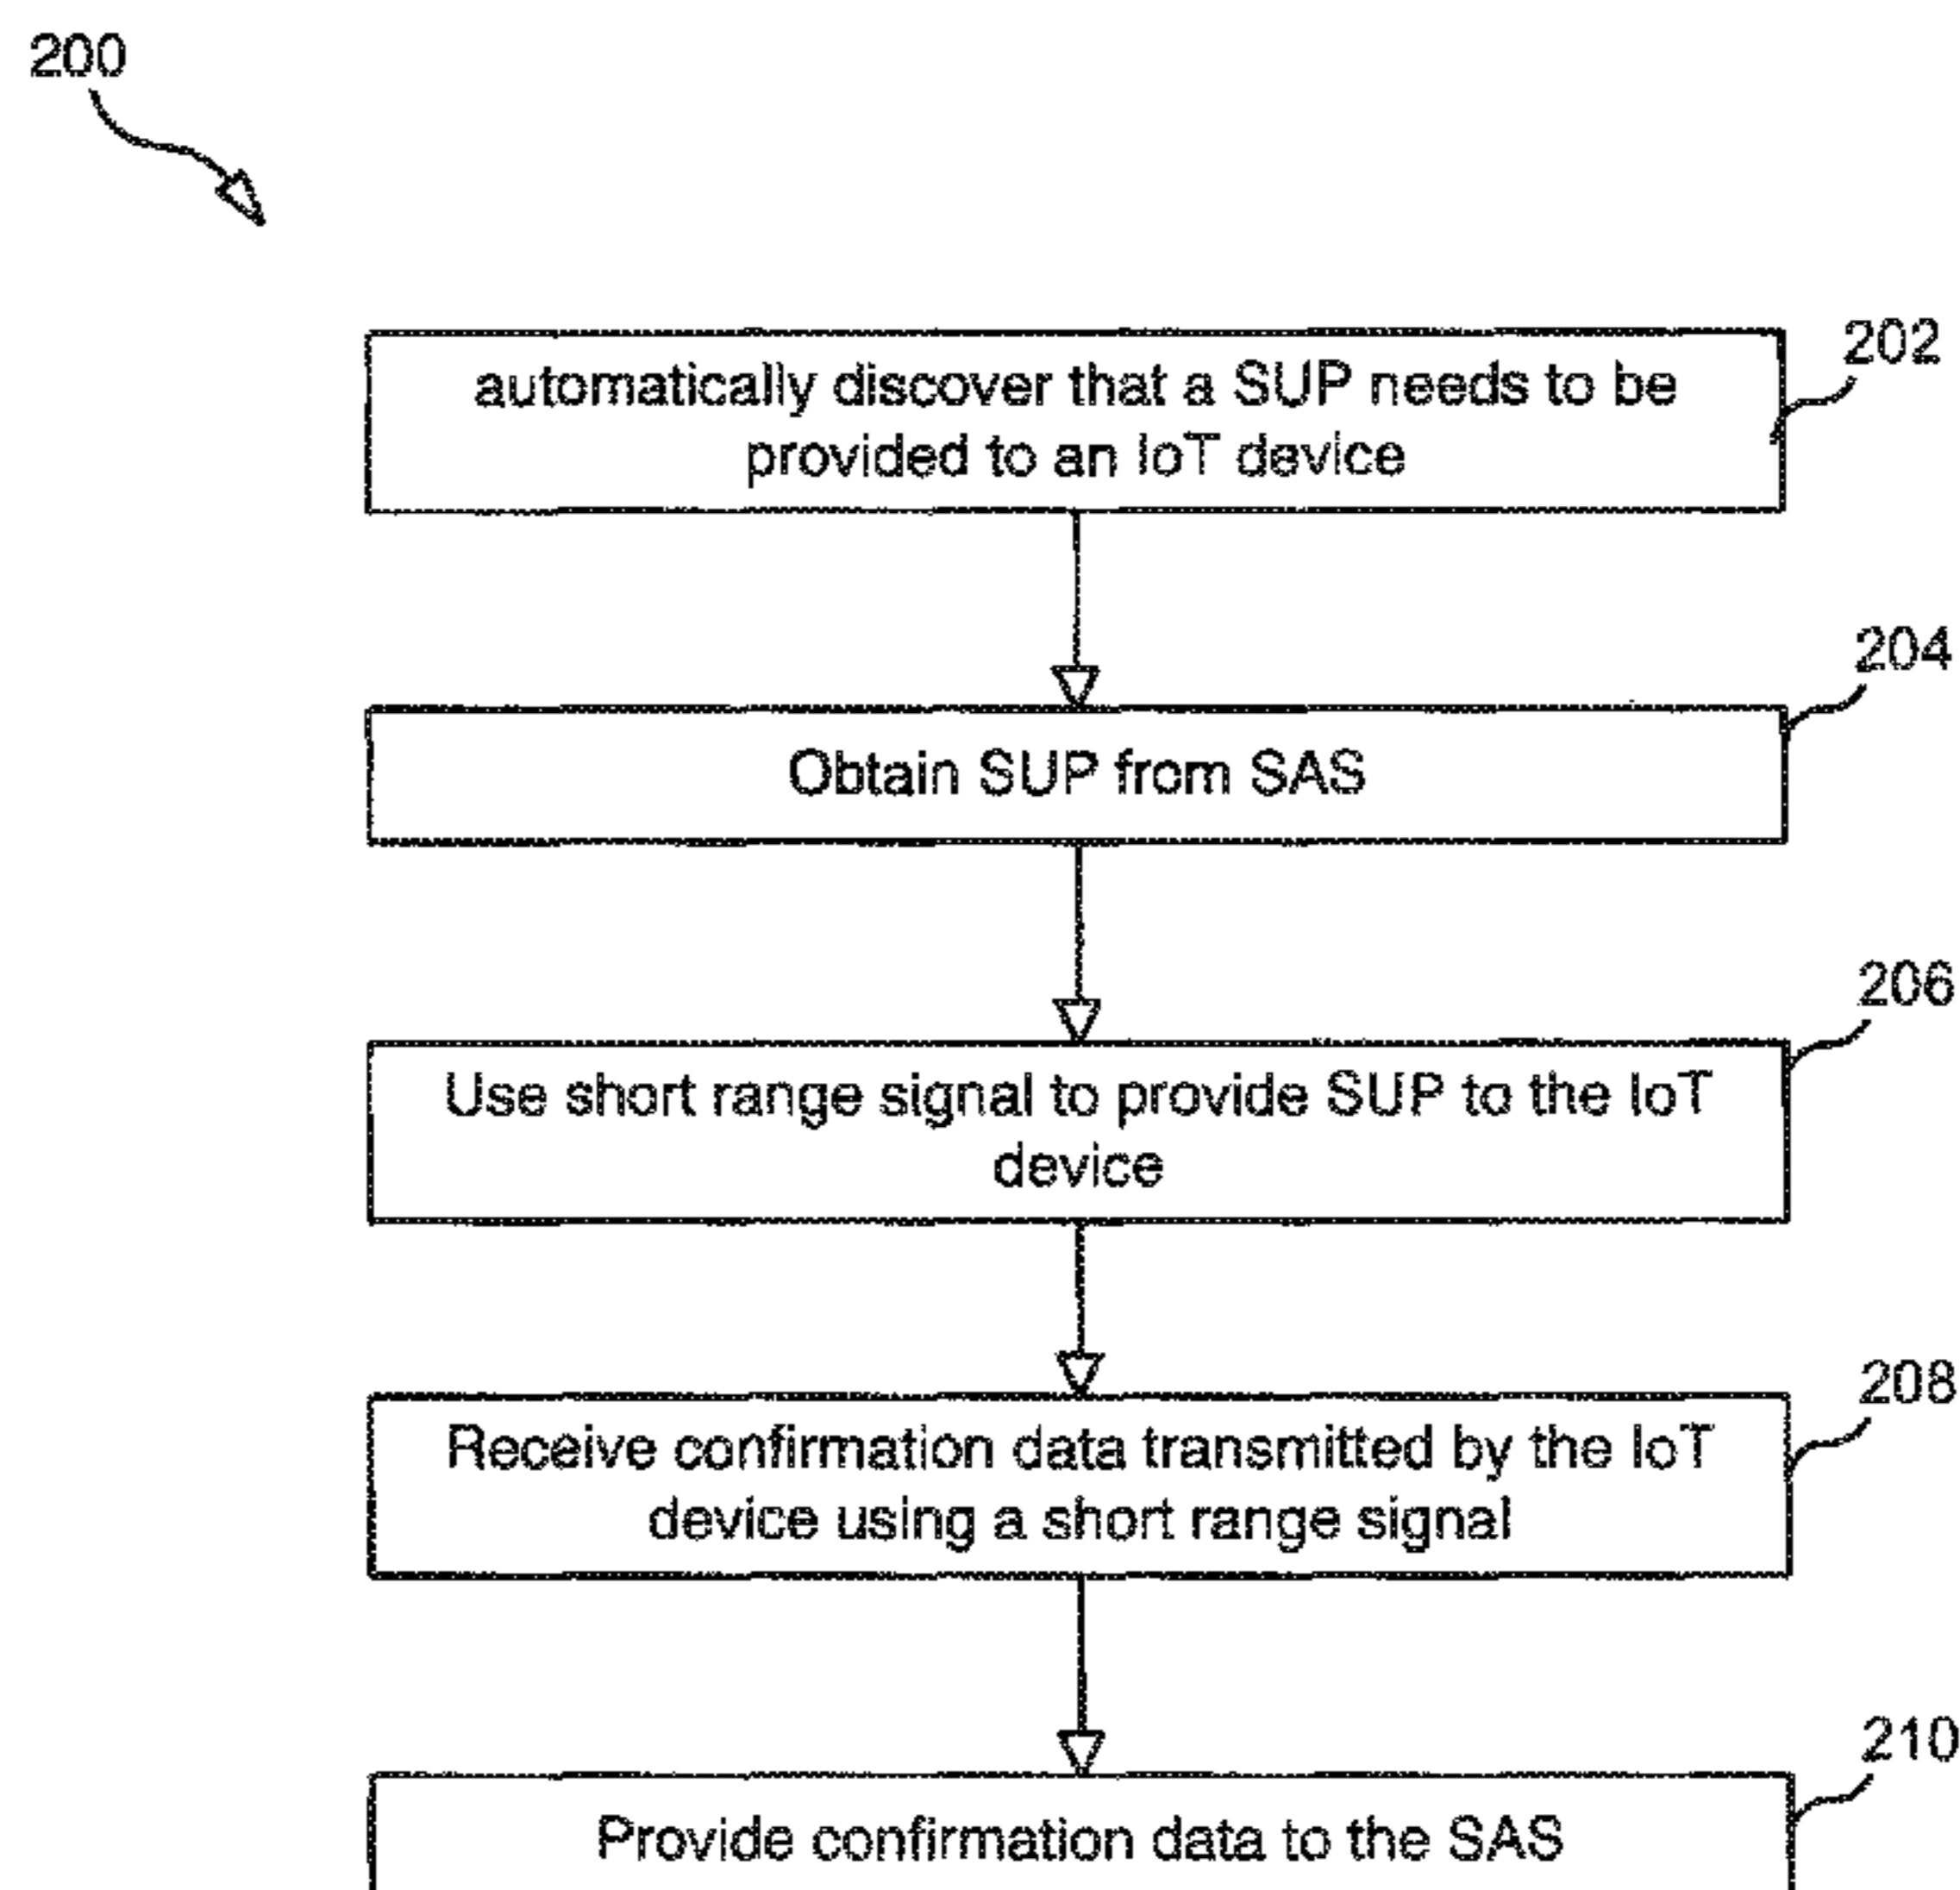 200
automatically discover that a SUP needs to be
provided to an IoT device
202
Obtain SUP from SAS
204
Use short range signal to provide SUP to the IoT
device
206
Receive confirmation data transmitted by the IoT
device using a short range signal
208
Provide confirmation data to the SAS
210